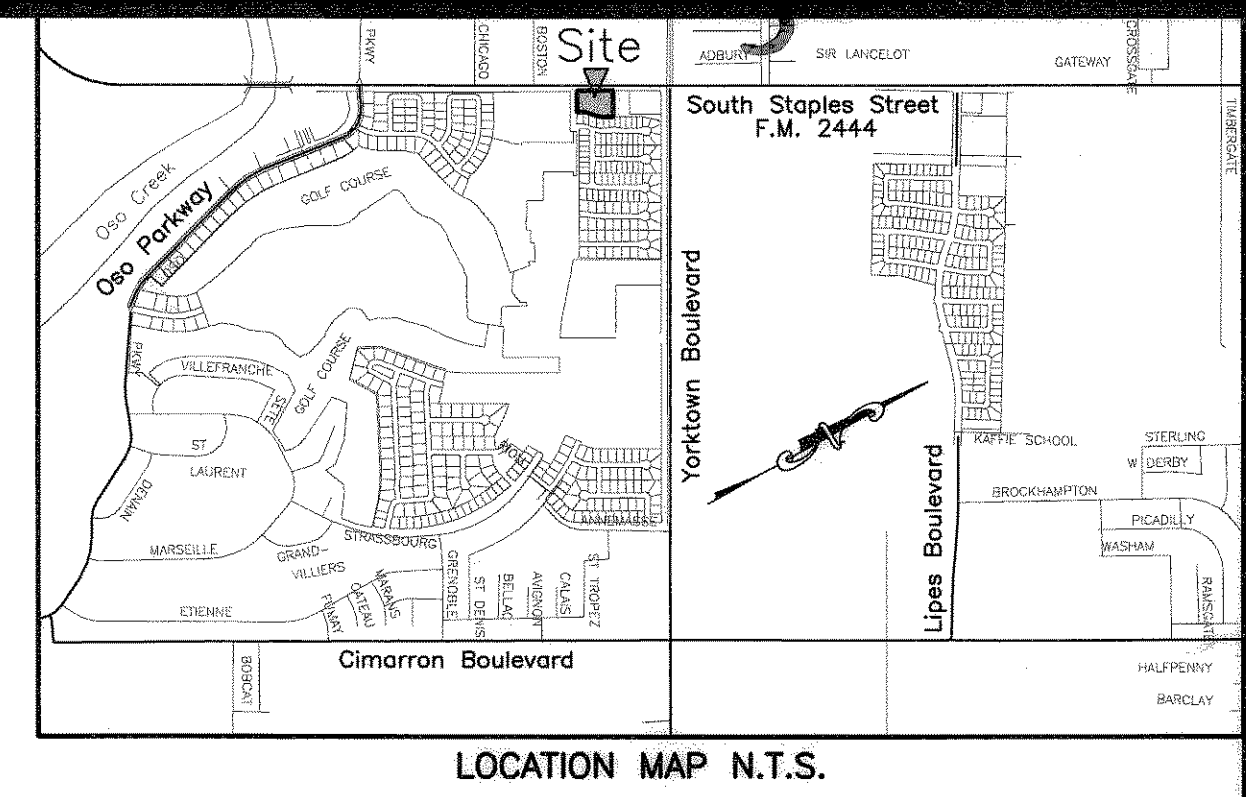 PKWY
CHICAGO
BOSTON
Site
ADBURY
SIR LANCELOT
GATEWAY
CROSSGATE
South Staples Street
F.M. 2444
TIMBERGATE
Oso Creek
Oso Parkway
GOLF COURSE
Yorktown Boulevard
PKWY
VILLEFRANCHE
SETE
GOLF COURSE
N
ST
LAURENT
DENAIN
Lipes Boulevard
KAFFIE SCHOOL
STERLING
W DERBY
BROCKHAMPTON
PICADILLY
WASHAM
RAMSGATE
ANNEMASSE
STRASSBOURG
MARSEILLE
GRAND-
VILLIERS
ETIENNE
CATEAU
MARANS
GRENOBLE
ST DENIS
BELLAC
AVIGNON
CALAIS
ST TROPEZ
Cimarron Boulevard
BOBCAT
HALFPENNY
BARCLAY
LOCATION MAP N.T.S.